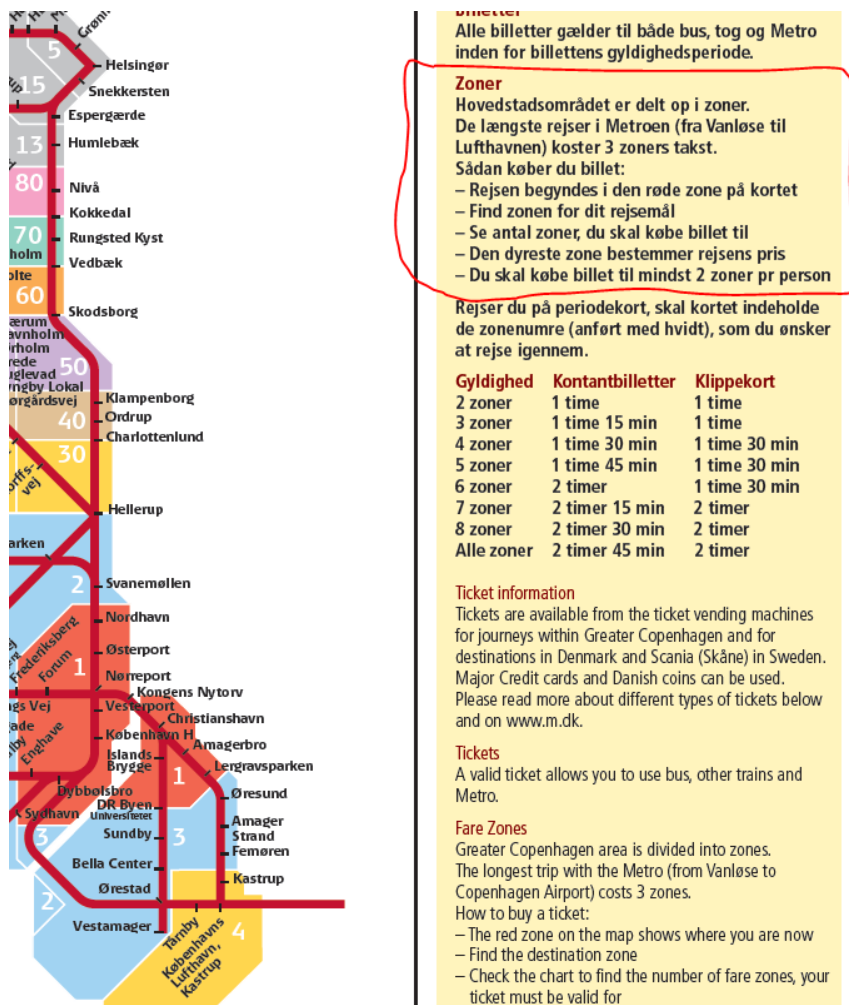 5
Grønn
Helsingør
15
Snekkersten
Espergærde
13
Humlebæk
80
Nivå
Kokkedal
70
Rungsted Kyst
holm
Vedbæk
olte
60
Skodsborg
ærum
avnholm
ørholm
rede
uglevad
yngby Lokal
ørgårdsvej
50
Klampenborg
40
Ordrup
Charlottenlund
30
orffs-
vej
Hellerup
arken
2
Svanemøllen
Nordhavn
Frederiksberg
Forum
1
Østerport
Nørreport
Kongens Nytorv
gs Vej
Vesterport
Christianshavn
Enghave
København H
Amagerbro
Islands
Brygge
Lergravsparken
1
Dybbølsbro
Øresund
Sydhavn
DR Byen
Universitetet
Amager
Strand
3
Sundby
3
Femøren
Bella Center
Kastrup
Ørestad
2
Vestamager
Tårnby
Københavns
Lufthavn,
Kastrup
4
Billetter
Alle billetter gælder til både bus, tog og Metro
inden for billettens gyldighedsperiode.
Zoner
Hovedstadsområdet er delt op i zoner.
De længste rejser i Metroen (fra Vanløse til
Lufthavnen) koster 3 zoners takst.
Sådan køber du billet:
– Rejsen begyndes i den røde zone på kortet
– Find zonen for dit rejsemål
– Se antal zoner, du skal købe billet til
– Den dyreste zone bestemmer rejsens pris
– Du skal købe billet til mindst 2 zoner pr person
Rejser du på periodekort, skal kortet indeholde
de zonenumre (anført med hvidt), som du ønsker
at rejse igennem.
Gyldighed Kontantbilletter Klippekort
2 zoner 1 time 1 time
3 zoner 1 time 15 min 1 time
4 zoner 1 time 30 min 1 time 30 min
5 zoner 1 time 45 min 1 time 30 min
6 zoner 2 timer 1 time 30 min
7 zoner 2 timer 15 min 2 timer
8 zoner 2 timer 30 min 2 timer
Alle zoner 2 timer 45 min 2 timer
Ticket information
Tickets are available from the ticket vending machines
for journeys within Greater Copenhagen and for
destinations in Denmark and Scania (Skåne) in Sweden.
Major Credit cards and Danish coins can be used.
Please read more about different types of tickets below
and on www.m.dk.
Tickets
A valid ticket allows you to use bus, other trains and
Metro.
Fare Zones
Greater Copenhagen area is divided into zones.
The longest trip with the Metro (from Vanløse to
Copenhagen Airport) costs 3 zones.
How to buy a ticket:
– The red zone on the map shows where you are now
– Find the destination zone
– Check the chart to find the number of fare zones, your
ticket must be valid for